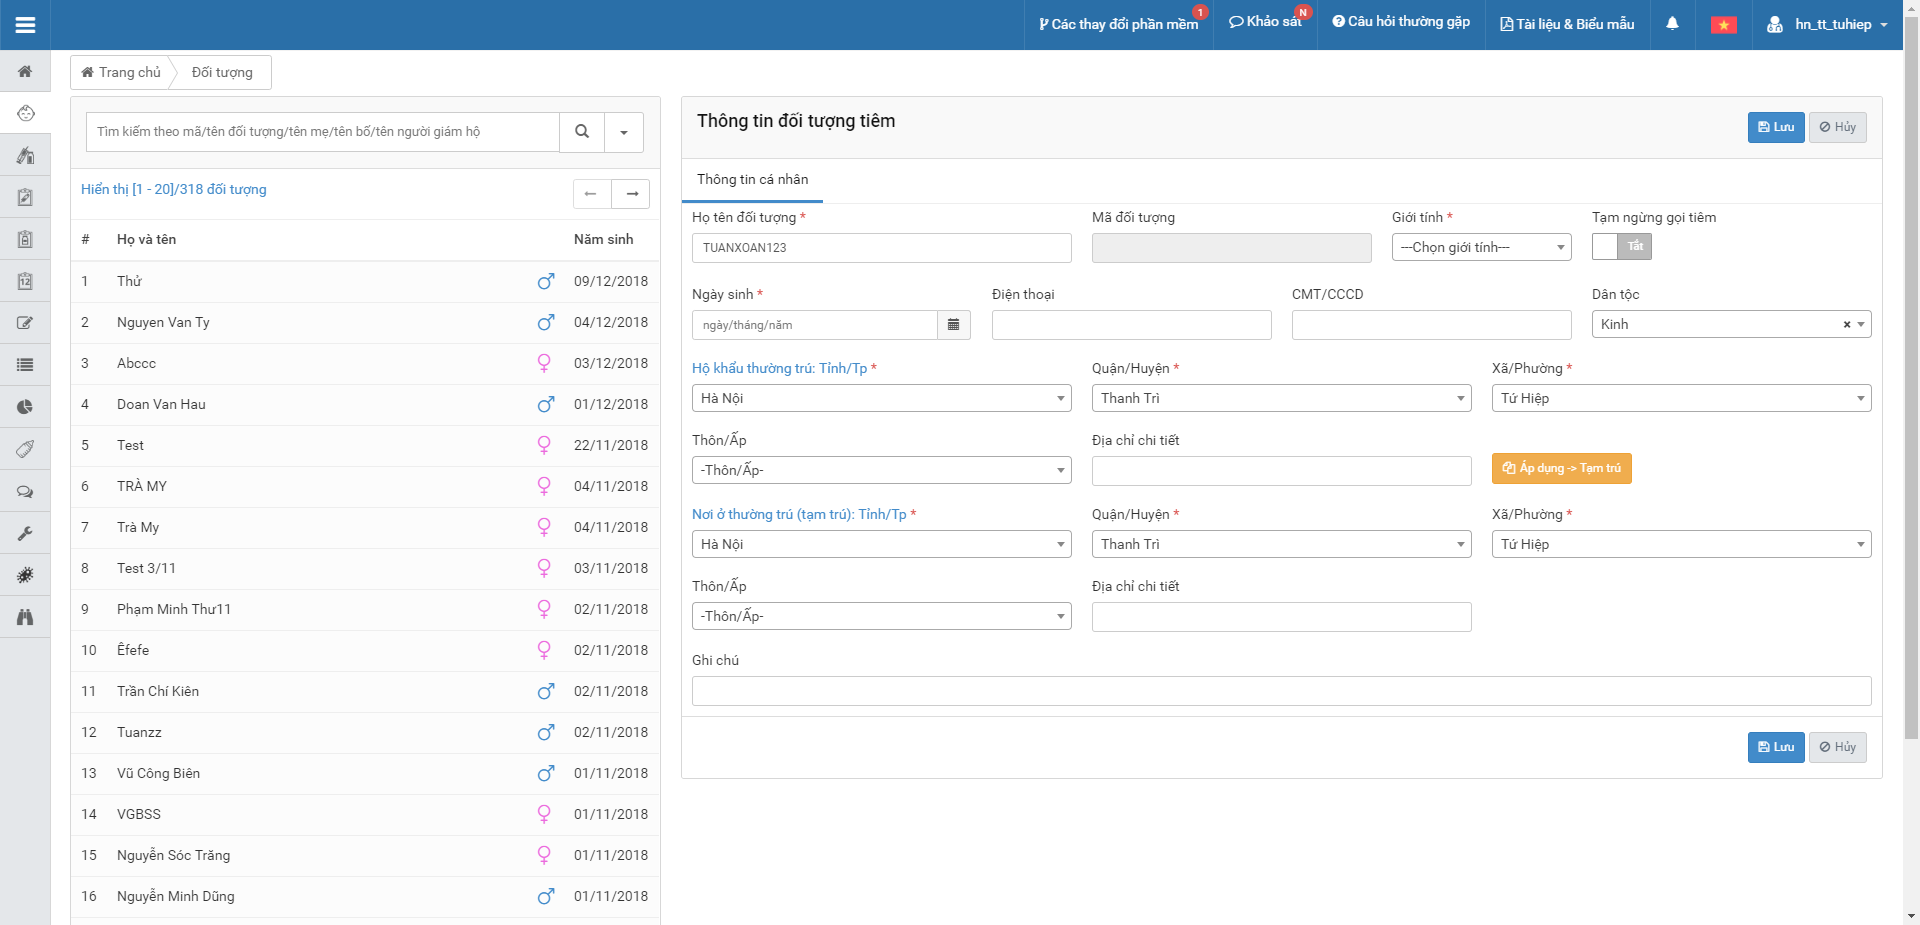 Các thay đổi phần mềm 1 Khảo sát N Câu hỏi thường gặp Tài liệu & Biểu mẫu hn_tt_tuhiep
Trang chủ Đối tượng
Tìm kiếm theo mã/tên đối tượng/tên mẹ/tên bố/tên người giám hộ
Hiển thị [1 - 20]/318 đối tượng
# Họ và tên Năm sinh
1 Thử 09/12/2018
2 Nguyen Van Ty 04/12/2018
3 Abccc 03/12/2018
4 Doan Van Hau 01/12/2018
5 Test 22/11/2018
6 TRÀ MY 04/11/2018
7 Trà My 04/11/2018
8 Test 3/11 03/11/2018
9 Phạm Minh Thư11 02/11/2018
10 Êfefe 02/11/2018
11 Trần Chí Kiên 02/11/2018
12 Tuanzz 02/11/2018
13 Vũ Công Biên 01/11/2018
14 VGBSS 01/11/2018
15 Nguyễn Sóc Trăng 01/11/2018
16 Nguyễn Minh Dũng 01/11/2018
Thông tin đối tượng tiêm Lưu Hủy
Thông tin cá nhân
Họ tên đối tượng * Mã đối tượng Giới tính * Tạm ngừng gọi tiêm
TUANXOAN123 ---Chọn giới tính--- Tắt
Ngày sinh * Điện thoại CMT/CCCD Dân tộc
ngày/tháng/năm Kinh ×
Hộ khẩu thường trú: Tỉnh/Tp * Quận/Huyện * Xã/Phường *
Hà Nội Thanh Trì Tứ Hiệp
Thôn/Ấp Địa chỉ chi tiết
-Thôn/Ấp- Áp dụng -> Tạm trú
Nơi ở thường trú (tạm trú): Tỉnh/Tp * Quận/Huyện * Xã/Phường *
Hà Nội Thanh Trì Tứ Hiệp
Thôn/Ấp Địa chỉ chi tiết
-Thôn/Ấp-
Ghi chú
Lưu Hủy